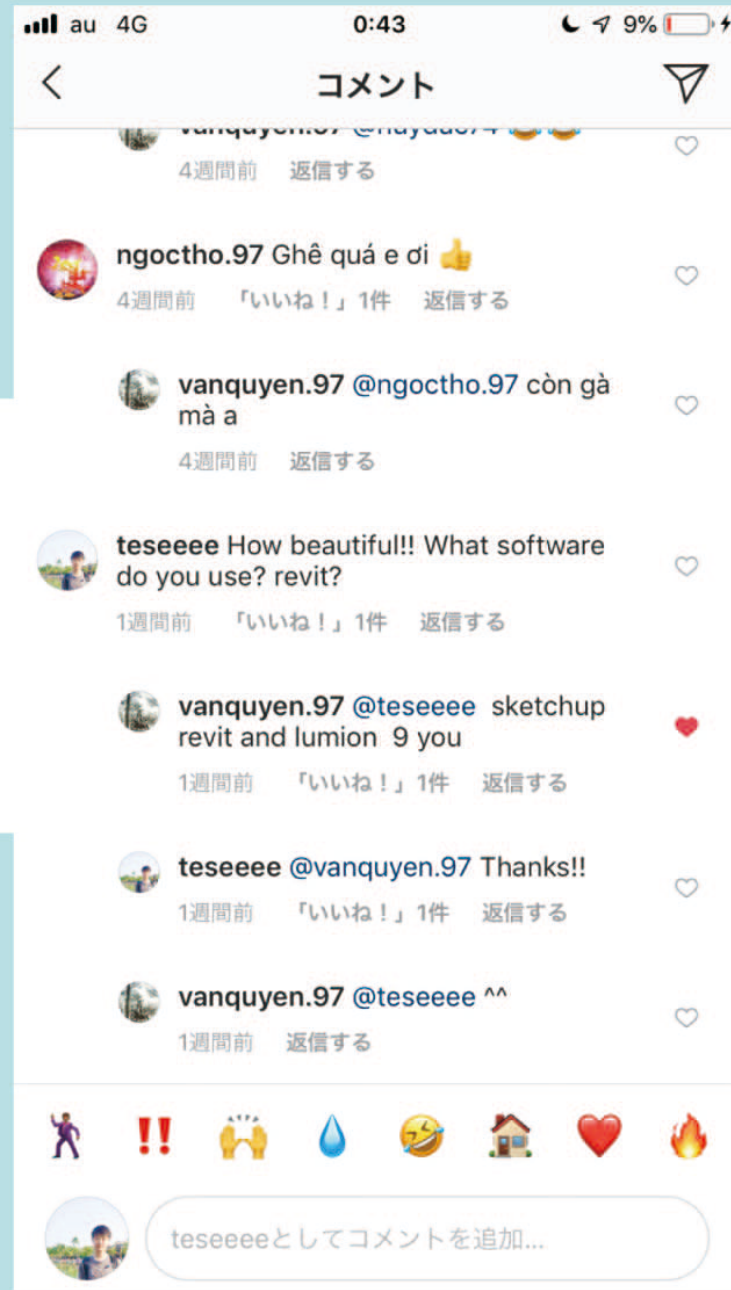 au 4G 0:43 9%
コメント
4週間前 返信する
ngoctho.97 Ghê quá e ơi 👍
4週間前 「いいね！」1件 返信する
vanquyen.97 @ngoctho.97 còn gà
mà a
4週間前 返信する
teseeee How beautiful!! What software
do you use? revit?
1週間前 「いいね！」1件 返信する
vanquyen.97 @teseeee sketchup
revit and lumion 9 you
1週間前 「いいね！」1件 返信する
teseeee @vanquyen.97 Thanks!!
1週間前 「いいね！」1件 返信する
vanquyen.97 @teseeee ^^
1週間前 返信する
teseeeeとしてコメントを追加...